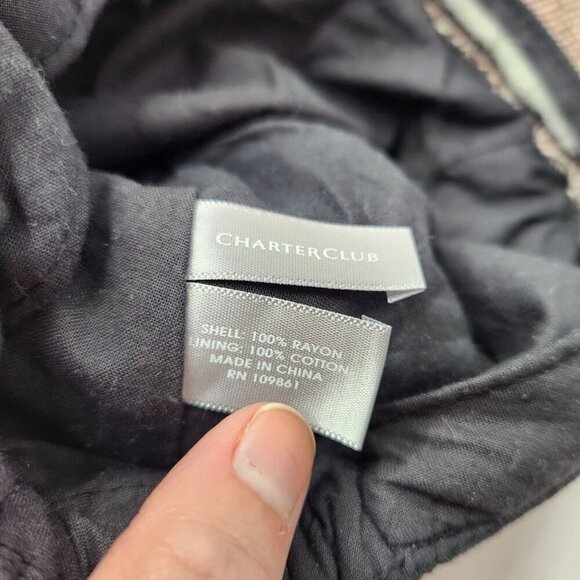 CHARTERCLUB
SHELL: 100% RAYON
LINING: 100% COTTON
MADE IN CHINA
RN 109861